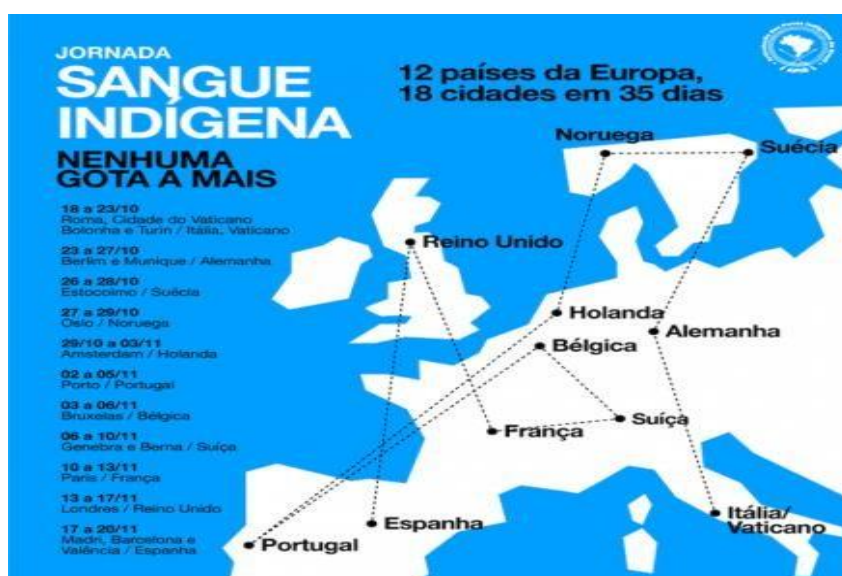 JORNADA
SANGUE
INDÍGENA
NENHUMA
GOTA A MAIS
12 países da Europa,
18 cidades em 35 dias
18 a 23/10
Roma, Cidade do Vaticano
Bolonha e Turin / Itália, Vaticano
23 a 27/10
Berlim e Munique / Alemanha
26 a 28/10
Estocolmo / Suécia
27 a 29/10
Oslo / Noruega
29/10 a 03/11
Amsterdam / Holanda
02 a 05/11
Porto / Portugal
03 a 06/11
Bruxelas / Bélgica
06 a 10/11
Genebra e Berna / Suíça
10 a 13/11
Paris / França
13 a 17/11
Londres / Reino Unido
17 a 20/11
Madri, Barcelona e
Valência / Espanha
Noruega
Suécia
Reino Unido
Holanda
Alemanha
Bélgica
Suíça
França
Itália/
Vaticano
Espanha
Portugal